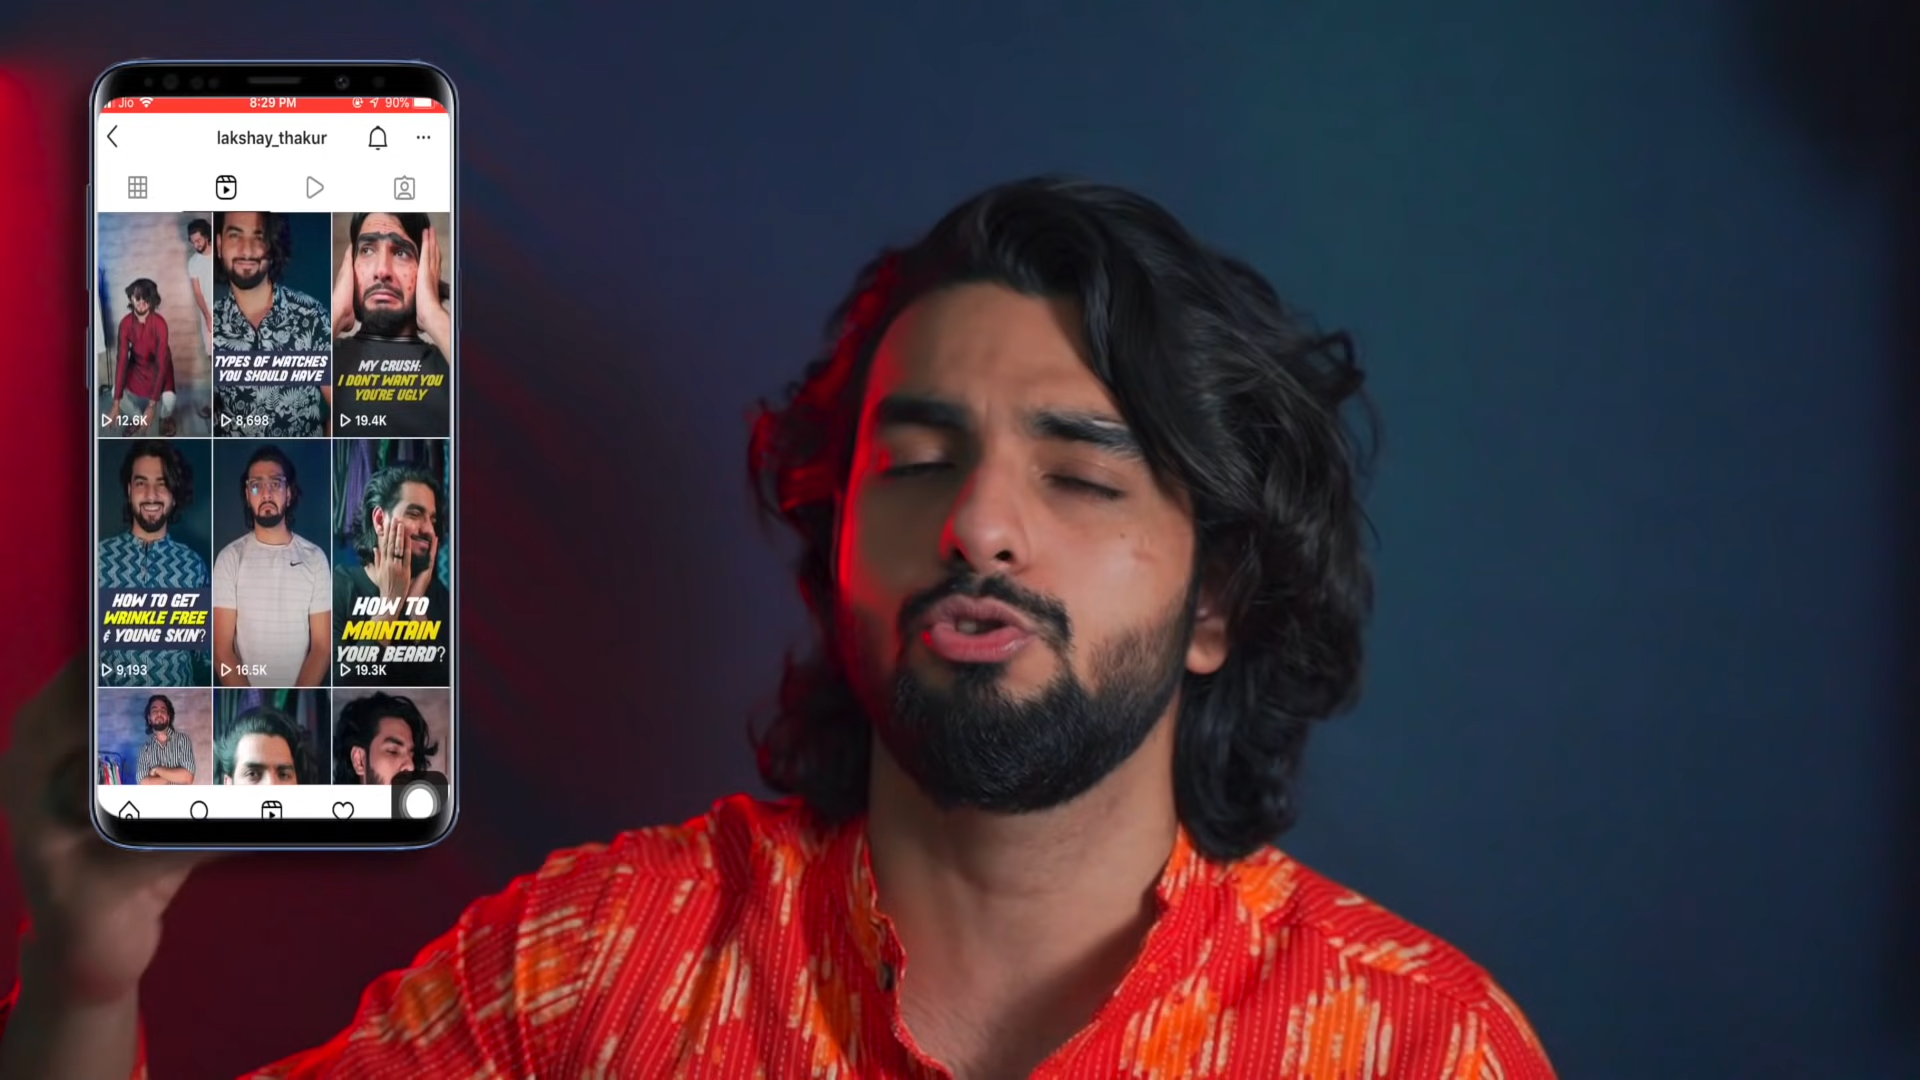 Jio 8:29 PM 90%
lakshay_thakur
TYPES OF WATCHES
YOU SHOULD HAVE
MY CRUSH:
I DON'T WANT YOU
YOU'RE UGLY
12.6K 8,698 19.4K
HOW TO GET
WRINKLE FREE
& YOUNG SKIN?
HOW TO
MAINTAIN
YOUR BEARD?
9,193 16.5K 19.3K